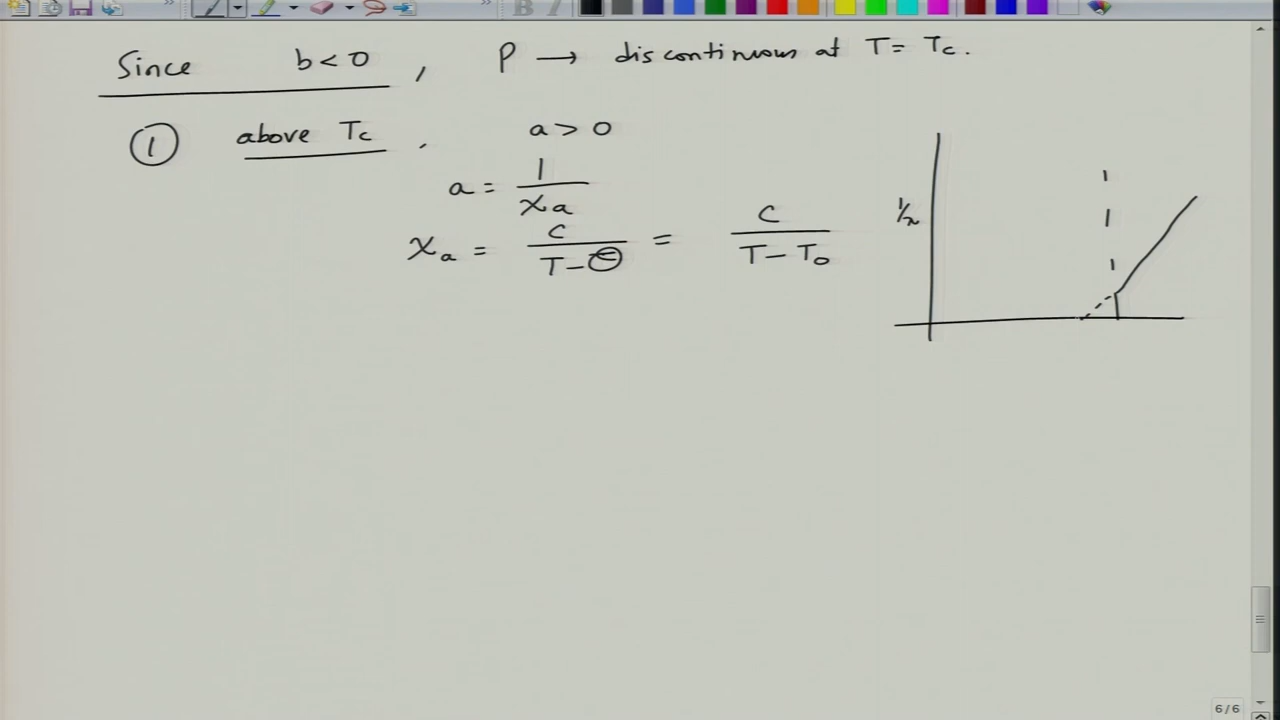 Since b < 0 , P → discontinuous at T = Tc.
① above Tc , a > 0
a = 1/χa
χa = C/(T-Θ) = C/(T-T₀)
1/χ
6 / 6